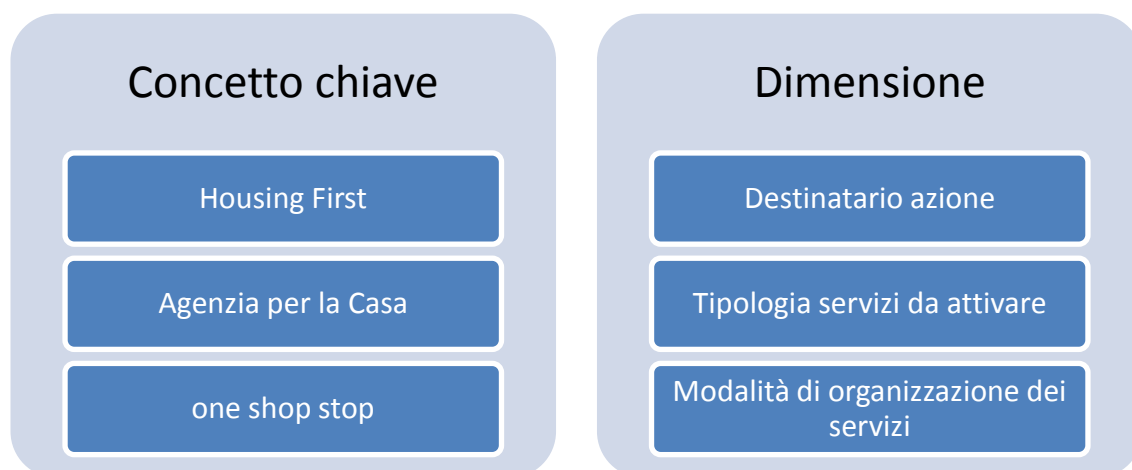 Concetto chiave
Housing First
Agenzia per la Casa
one shop stop
Dimensione
Destinatario azione
Tipologia servizi da attivare
Modalità di organizzazione dei
servizi